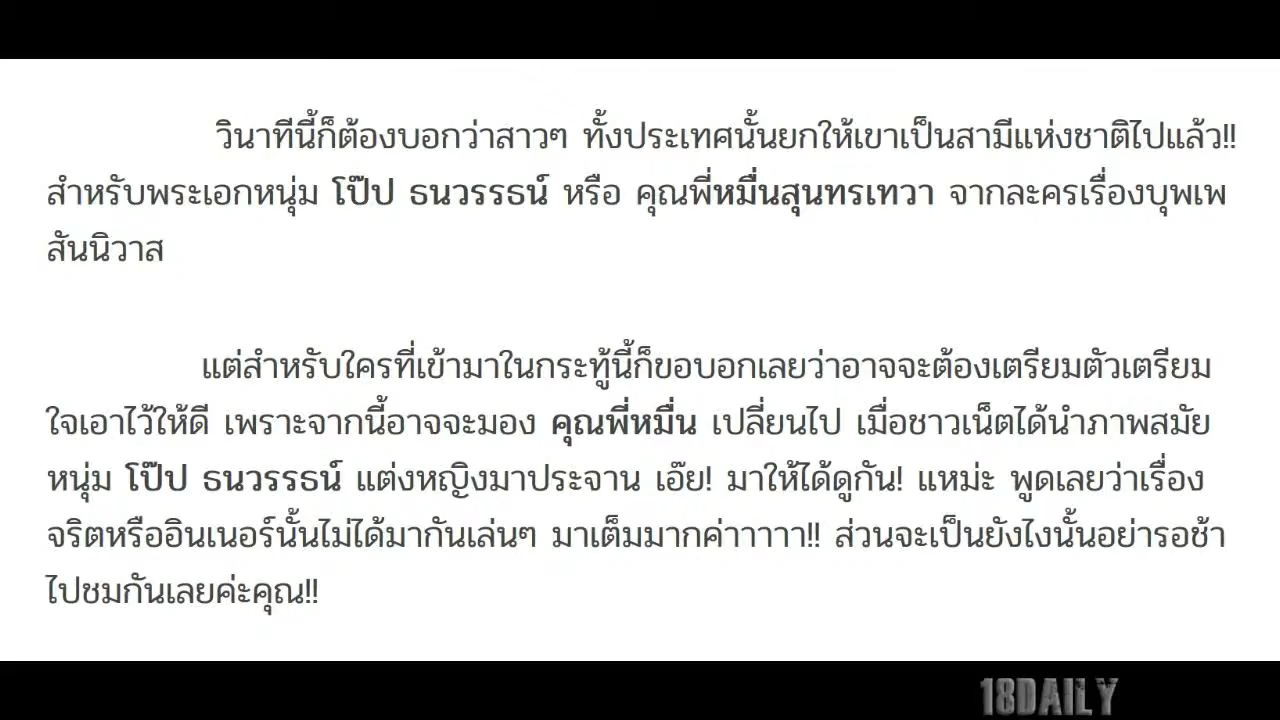 วินาทีนี้ก็ต้องบอกว่าสาวๆ ทั้งประเทศนั้นยกให้เขาเป็นสามีแห่งชาติไปแล้ว!!
สำหรับพระเอกหนุ่ม โป๊ป ธนวรรธน์ หรือ คุณพี่หมื่นสุนทรเทวา จากละครเรื่องบุพเพ
สันนิวาส
แต่สำหรับใครที่เข้ามาในกระทู้นี้ก็ขอบอกเลยว่าอาจจะต้องเตรียมตัวเตรียม
ใจเอาไว้ให้ดี เพราะจากนี้อาจจะมอง คุณพี่หมื่น เปลี่ยนไป เมื่อชาวเน็ตได้นำภาพสมัย
หนุ่ม โป๊ป ธนวรรธน์ แต่งหญิงมาประจาน เอ๊ย! มาให้ได้ดูกัน! แหม่ะ พูดเลยว่าเรื่อง
จริตหรืออินเนอร์นั้นไม่ได้มากันเล่นๆ มาเต็มมากค่าาาาา!! ส่วนจะเป็นยังไงนั้นอย่ารอช้า
ไปชมกันเลยค่ะคุณ!!
18DAILY